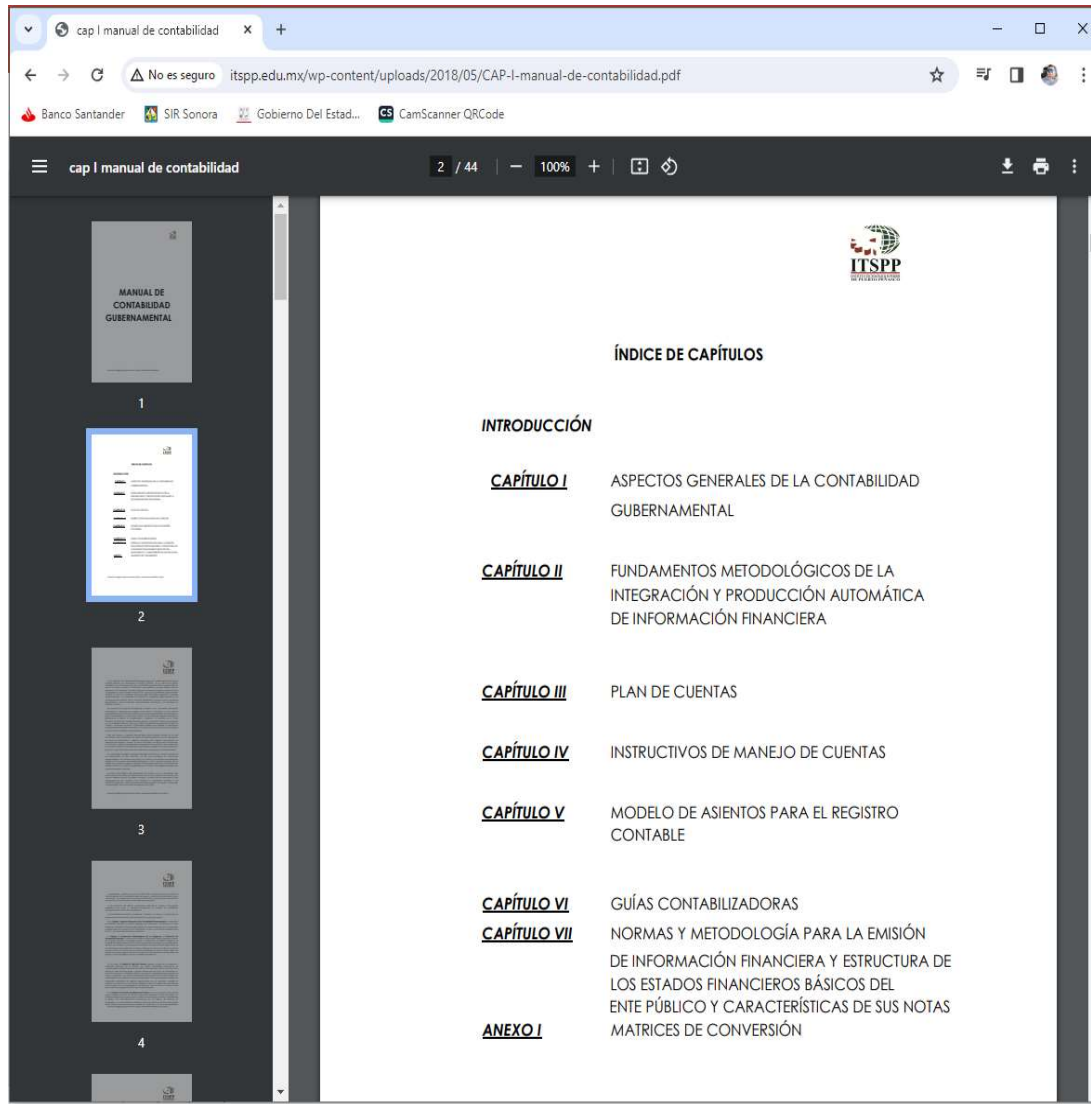 cap I manual de contabilidad
No es seguro itspp.edu.mx/wp-content/uploads/2018/05/CAP-I-manual-de-contabilidad.pdf
Banco Santander SIR Sonora Gobierno Del Estad... CS CamScanner QRCode
cap I manual de contabilidad 2 / 44 100%
MANUAL DE
CONTABILIDAD
GUBERNAMENTAL
1
2
3
4
ITSPP
ÍNDICE DE CAPÍTULOS
INTRODUCCIÓN
CAPÍTULO I ASPECTOS GENERALES DE LA CONTABILIDAD
GUBERNAMENTAL
CAPÍTULO II FUNDAMENTOS METODOLÓGICOS DE LA
INTEGRACIÓN Y PRODUCCIÓN AUTOMÁTICA
DE INFORMACIÓN FINANCIERA
CAPÍTULO III PLAN DE CUENTAS
CAPÍTULO IV INSTRUCTIVOS DE MANEJO DE CUENTAS
CAPÍTULO V MODELO DE ASIENTOS PARA EL REGISTRO
CONTABLE
CAPÍTULO VI GUÍAS CONTABILIZADORAS
CAPÍTULO VII NORMAS Y METODOLOGÍA PARA LA EMISIÓN
DE INFORMACIÓN FINANCIERA Y ESTRUCTURA DE
LOS ESTADOS FINANCIEROS BÁSICOS DEL
ENTE PÚBLICO Y CARACTERÍSTICAS DE SUS NOTAS
ANEXO I MATRICES DE CONVERSIÓN